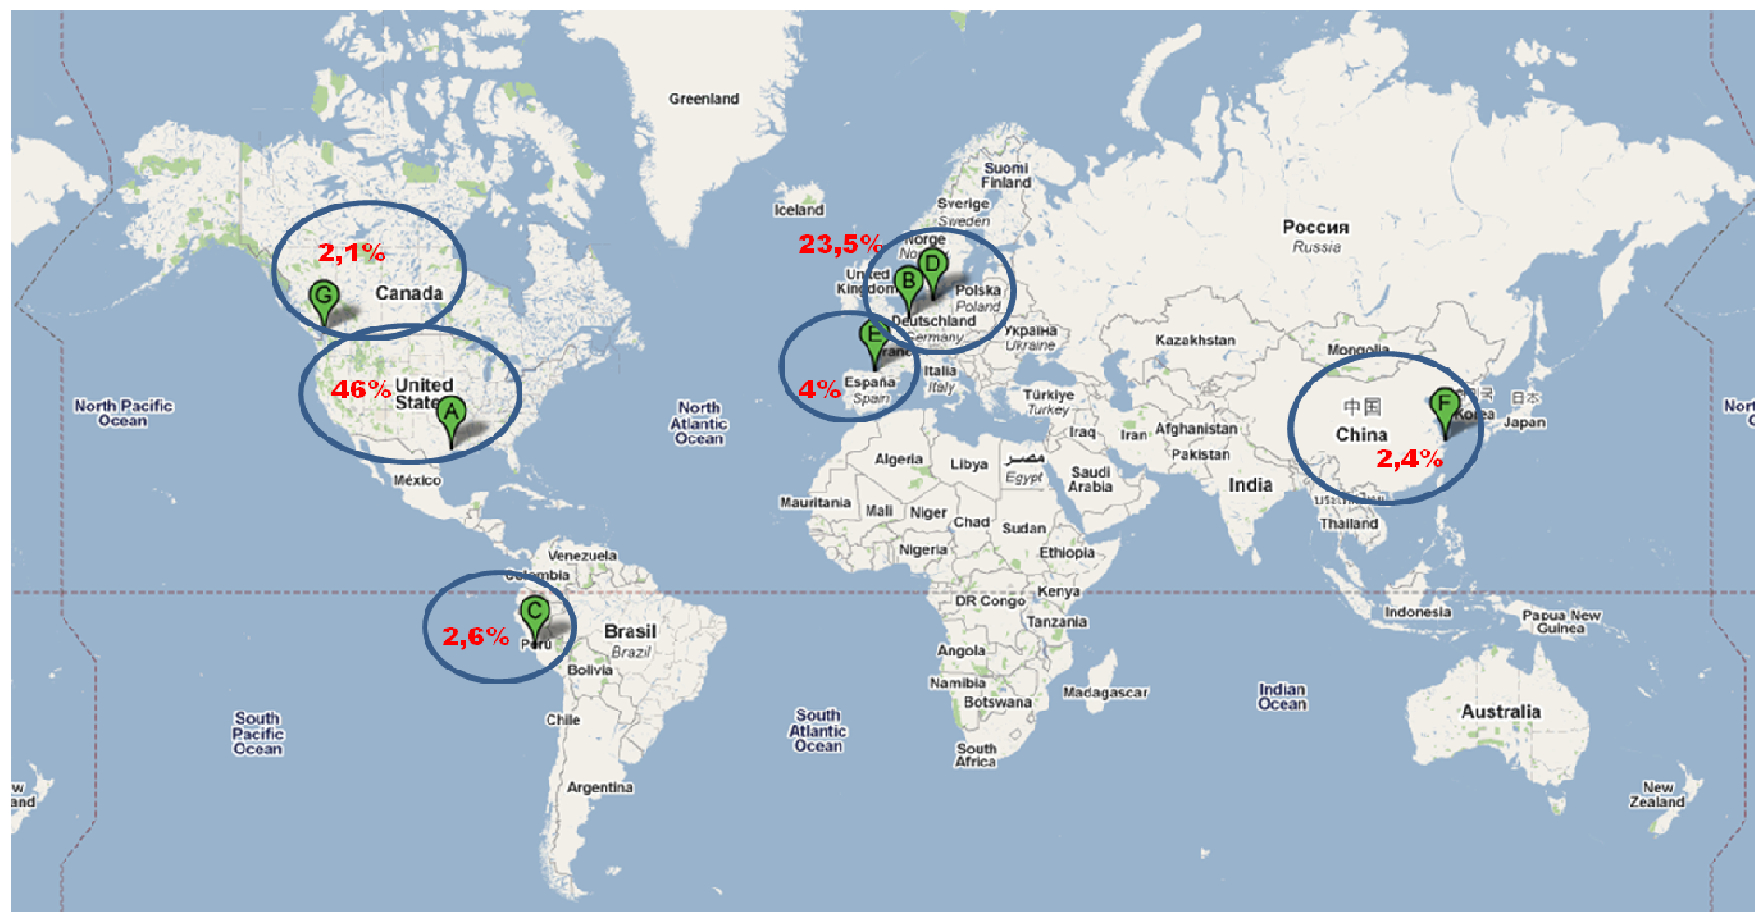 Greenland
Suomi
Finland
Iceland
Sverige
Sweden
Россия
Russia
2,1%
23,5%
Norge
D
United
Kingdom
B
G
Canada
Polska
Poland
Deutschland
Germany
Україна
Ukraine
E
Kazakhstan
Mongolia
46%
United
States
A
4%
España
Spain
Italia
Italy
Türkiye
Turkey
North Pacific
Ocean
North
Atlantic
Ocean
中国
China
F
Korea
日本
Japan
2,4%
Iraq
Iran
Afghanistan
Pakistan
India
México
Algeria
Libya
مصر
Egypt
Saudi
Arabia
Mauritania
Mali
Niger
Chad
Sudan
Thailand
Nigeria
Ethiopia
Venezuela
Colombia
C
2,6%
Perú
Brasil
Brazil
Bolivia
DR Congo
Kenya
Tanzania
Indonesia
Papua New
Guinea
Angola
Namibia
Botswana
Madagascar
Indian
Ocean
Australia
South
Pacific
Ocean
Chile
South
Atlantic
Ocean
South
Africa
Argentina
New
Zealand